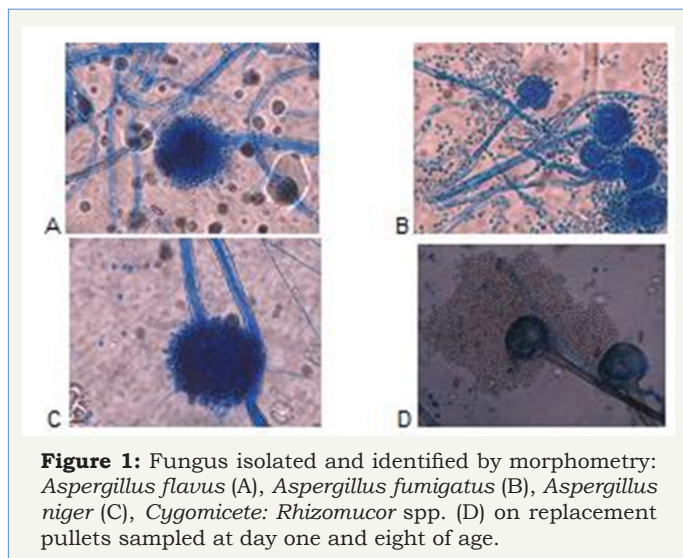 A
B
C
D
Figure 1: Fungus isolated and identified by morphometry:
Aspergillus flavus (A), Aspergillus fumigatus (B), Aspergillus
niger (C), Cygomicete: Rhizomucor spp. (D) on replacement
pullets sampled at day one and eight of age.